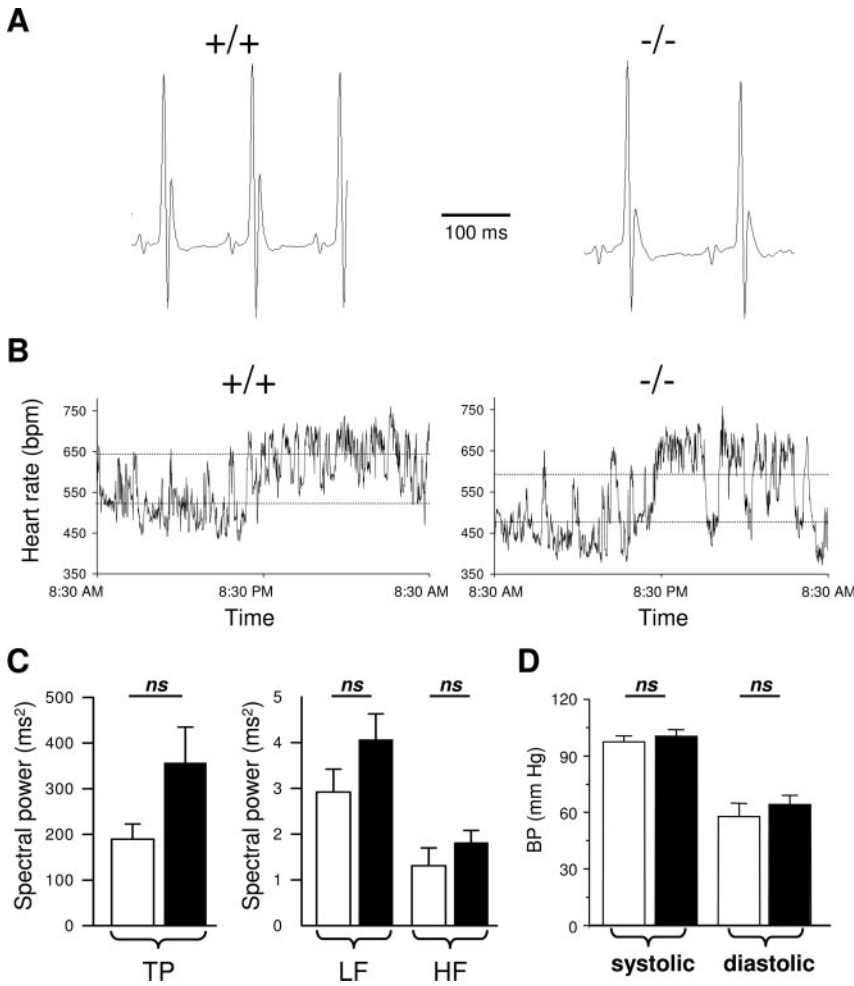 A
+/+
-/-
100 ms
B
+/+
-/-
Heart rate (bpm)
750
650
550
450
350
8:30 AM
8:30 PM
8:30 AM
Time
750
650
550
450
350
8:30 AM
8:30 PM
8:30 AM
Time
C
Spectral power (ms²)
500
400
300
200
100
0
ns
TP
Spectral power (ms²)
5
4
3
2
1
0
ns
ns
LF
HF
D
BP (mm Hg)
120
90
60
30
0
ns
ns
systolic
diastolic